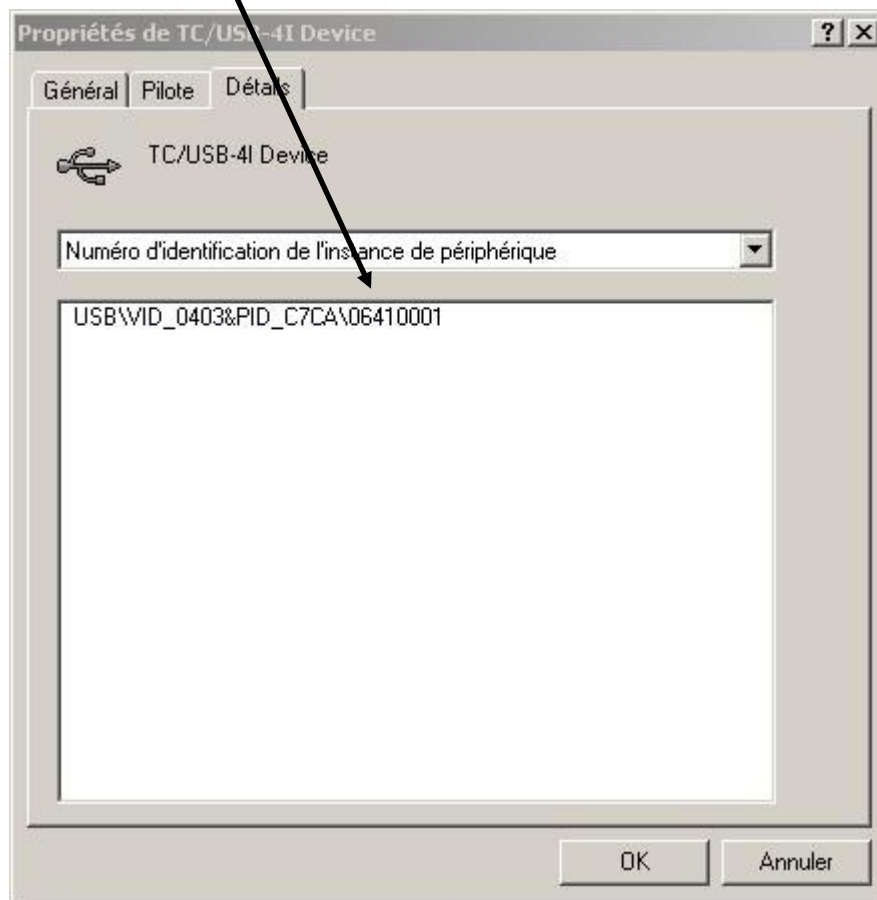 Propriétés de TC/USB-4I Device
Général Pilote Détails
TC/USB-4I Device
Numéro d'identification de l'instance de périphérique
USB\VID_0403&PID_C7CA\06410001
OK Annuler